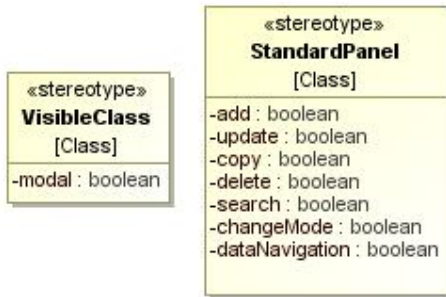 «stereotype»
VisibleClass
[Class]
-modal : boolean
«stereotype»
StandardPanel
[Class]
-add : boolean
-update : boolean
-copy : boolean
-delete : boolean
-search : boolean
-changeMode : boolean
-dataNavigation : boolean